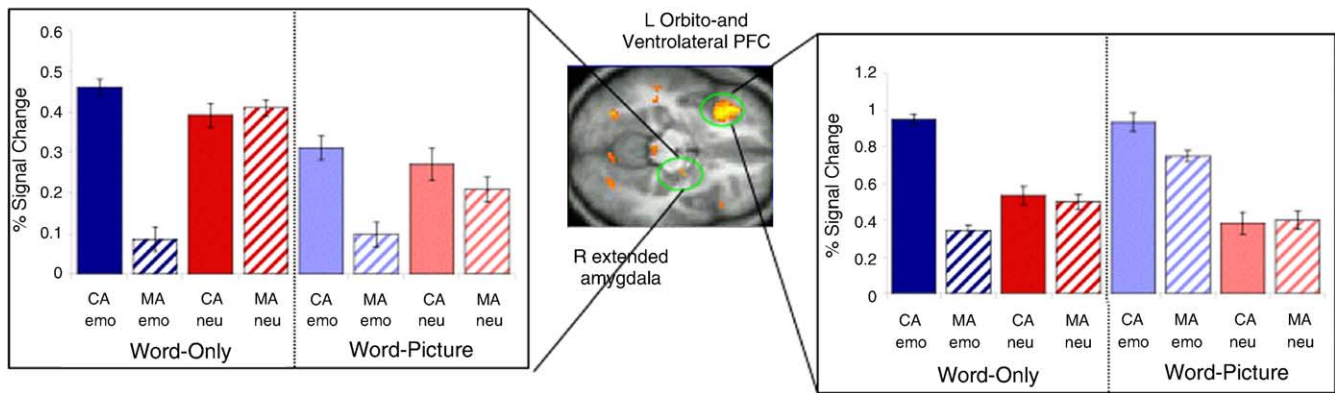 L Orbito-and
Ventrolateral PFC
R extended
amygdala
% Signal Change
0.6
0.5
0.4
0.3
0.2
0.1
0
CA MA CA MA CA MA CA MA
emo emo neu neu emo emo neu neu
Word-Only Word-Picture
% Signal Change
1.2
1
0.8
0.6
0.4
0.2
0
CA MA CA MA CA MA CA MA
emo emo neu neu emo emo neu neu
Word-Only Word-Picture